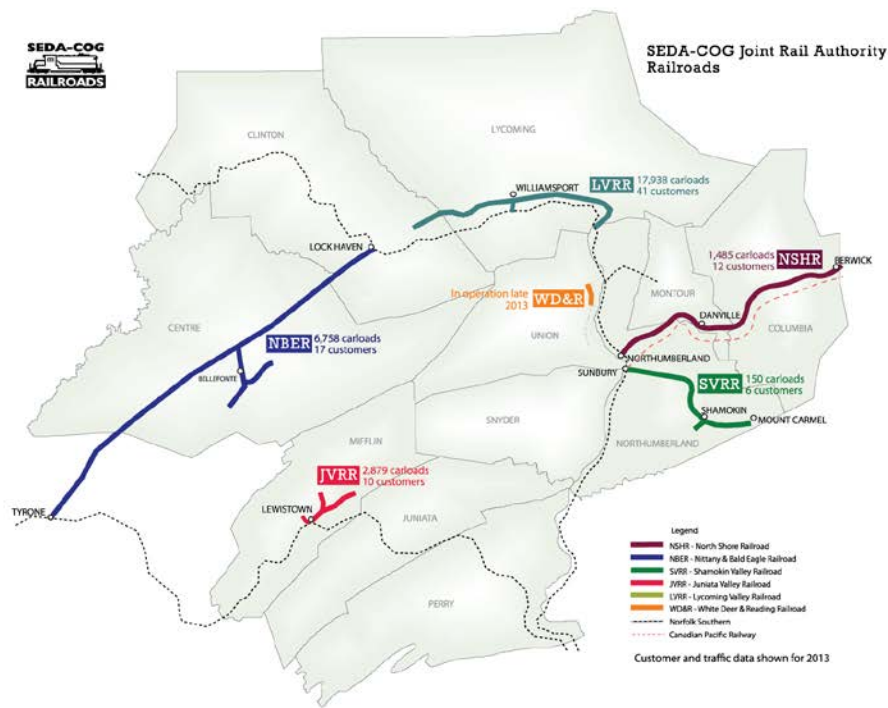 SEDA-COG
RAILROADS
SEDA-COG Joint Rail Authority
Railroads
CLINTON
LYCOMING
WILLIAMSPORT
LVRR
17,938 carloads
41 customers
LOCK HAVEN
1,485 carloads
12 customers
NSHR
BERWICK
In operation late
2013
WD&R
MONTOUR
DANVILLE
COLUMBIA
CENTRE
UNION
NBER
6,758 carloads
17 customers
BELLEFONTE
NORTHUMBERLAND
SUNBURY
SVRR
150 carloads
6 customers
SNYDER
SHAMOKIN
MOUNT CARMEL
NORTHUMBERLAND
MIFFLIN
JVRR
2,879 carloads
10 customers
TYRONE
LEWISTOWN
JUNIATA
PERRY
Legend
NSHR - North Shore Railroad
NBER - Nittany & Bald Eagle Railroad
SVRR - Shamokin Valley Railroad
JVRR - Juniata Valley Railroad
LVRR - Lycoming Valley Railroad
WD&R - White Deer & Reading Railroad
Norfolk Southern
Canadian Pacific Railway
Customer and traffic data shown for 2013